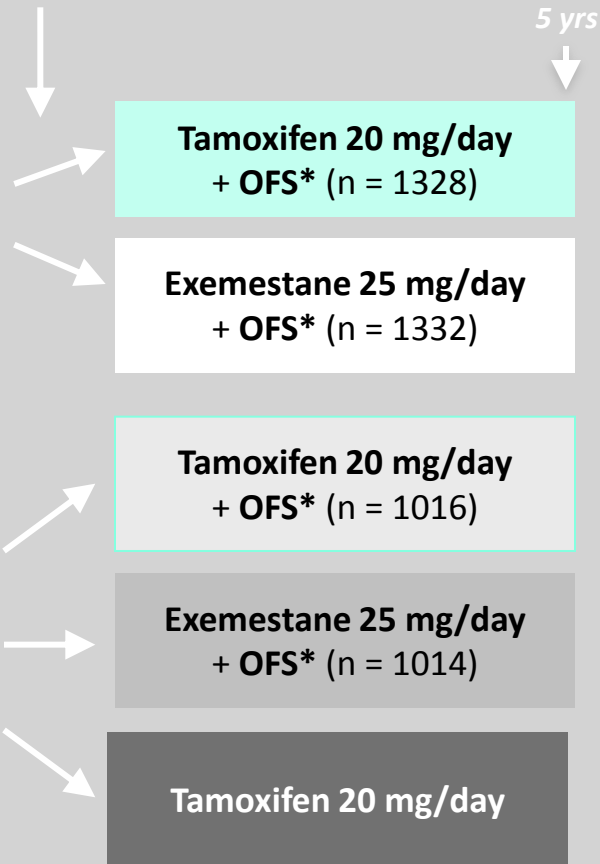 5 yrs
Tamoxifen 20 mg/day
+ OFS* (n = 1328)
Exemestane 25 mg/day
+ OFS* (n = 1332)
Tamoxifen 20 mg/day
+ OFS* (n = 1016)
Exemestane 25 mg/day
+ OFS* (n = 1014)
Tamoxifen 20 mg/day